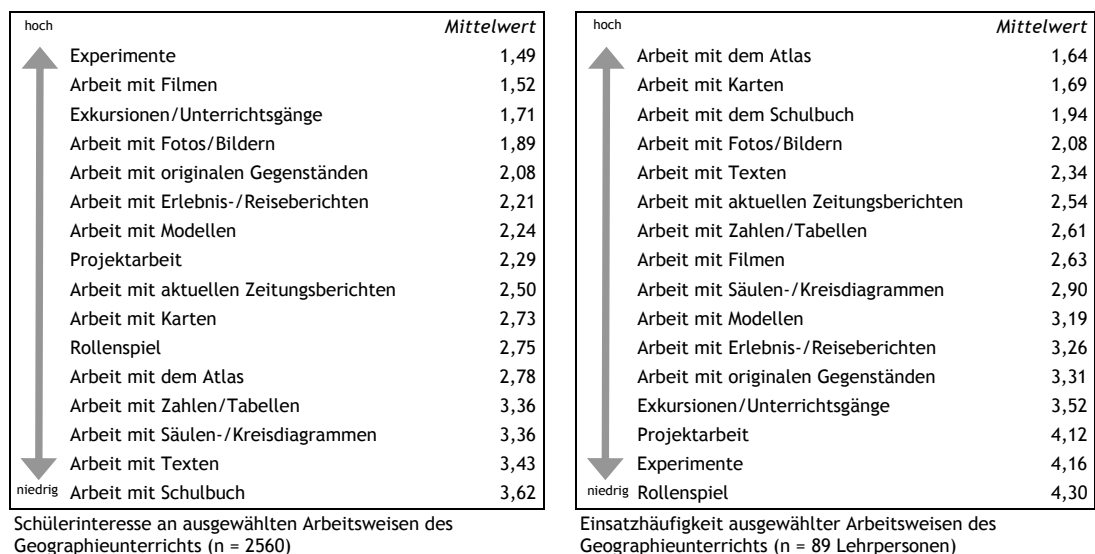 hoch Mittelwert
Experimente 1,49
Arbeit mit Filmen 1,52
Exkursionen/Unterrichtsgänge 1,71
Arbeit mit Fotos/Bildern 1,89
Arbeit mit originalen Gegenständen 2,08
Arbeit mit Erlebnis-/Reiseberichten 2,21
Arbeit mit Modellen 2,24
Projektarbeit 2,29
Arbeit mit aktuellen Zeitungsberichten 2,50
Arbeit mit Karten 2,73
Rollenspiel 2,75
Arbeit mit dem Atlas 2,78
Arbeit mit Zahlen/Tabellen 3,36
Arbeit mit Säulen-/Kreisdiagrammen 3,36
Arbeit mit Texten 3,43
niedrig Arbeit mit Schulbuch 3,62
Schülerinteresse an ausgewählten Arbeitsweisen des
Geographieunterrichts (n = 2560)
hoch Mittelwert
Arbeit mit dem Atlas 1,64
Arbeit mit Karten 1,69
Arbeit mit dem Schulbuch 1,94
Arbeit mit Fotos/Bildern 2,08
Arbeit mit Texten 2,34
Arbeit mit aktuellen Zeitungsberichten 2,54
Arbeit mit Zahlen/Tabellen 2,61
Arbeit mit Filmen 2,63
Arbeit mit Säulen-/Kreisdiagrammen 2,90
Arbeit mit Modellen 3,19
Arbeit mit Erlebnis-/Reiseberichten 3,26
Arbeit mit originalen Gegenständen 3,31
Exkursionen/Unterrichtsgänge 3,52
Projektarbeit 4,12
Experimente 4,16
niedrig Rollenspiel 4,30
Einsatzhäufigkeit ausgewählter Arbeitsweisen des
Geographieunterrichts (n = 89 Lehrpersonen)